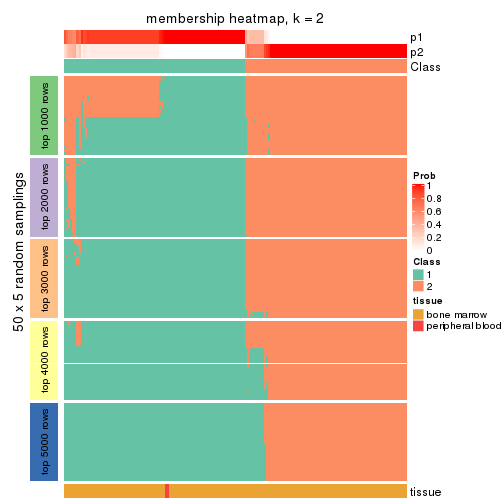 membership heatmap, k = 2
p1
p2
Class
50 x 5 random samplings
top 1000 rows
top 2000 rows
top 3000 rows
top 4000 rows
top 5000 rows
tissue
Prob
1
0.8
0.6
0.4
0.2
0
Class
1
2
tissue
bone marrow
peripheral blood